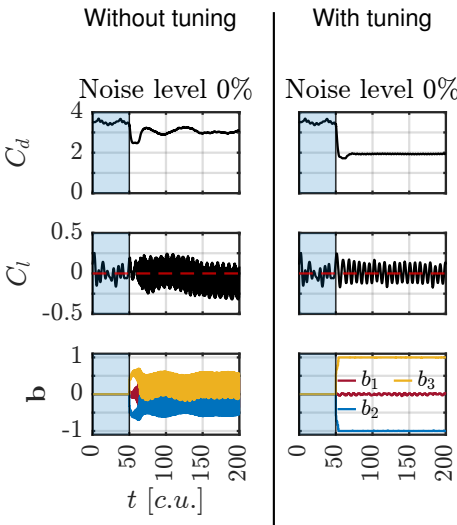 Without tuning With tuning
Noise level 0% Noise level 0%
C_d
4
2
0
C_l
0.5
0
-0.5
b
1
0
-1
b_1 b_3
b_2
0 50 100 150 200 0 50 100 150 200
t [c.u.]